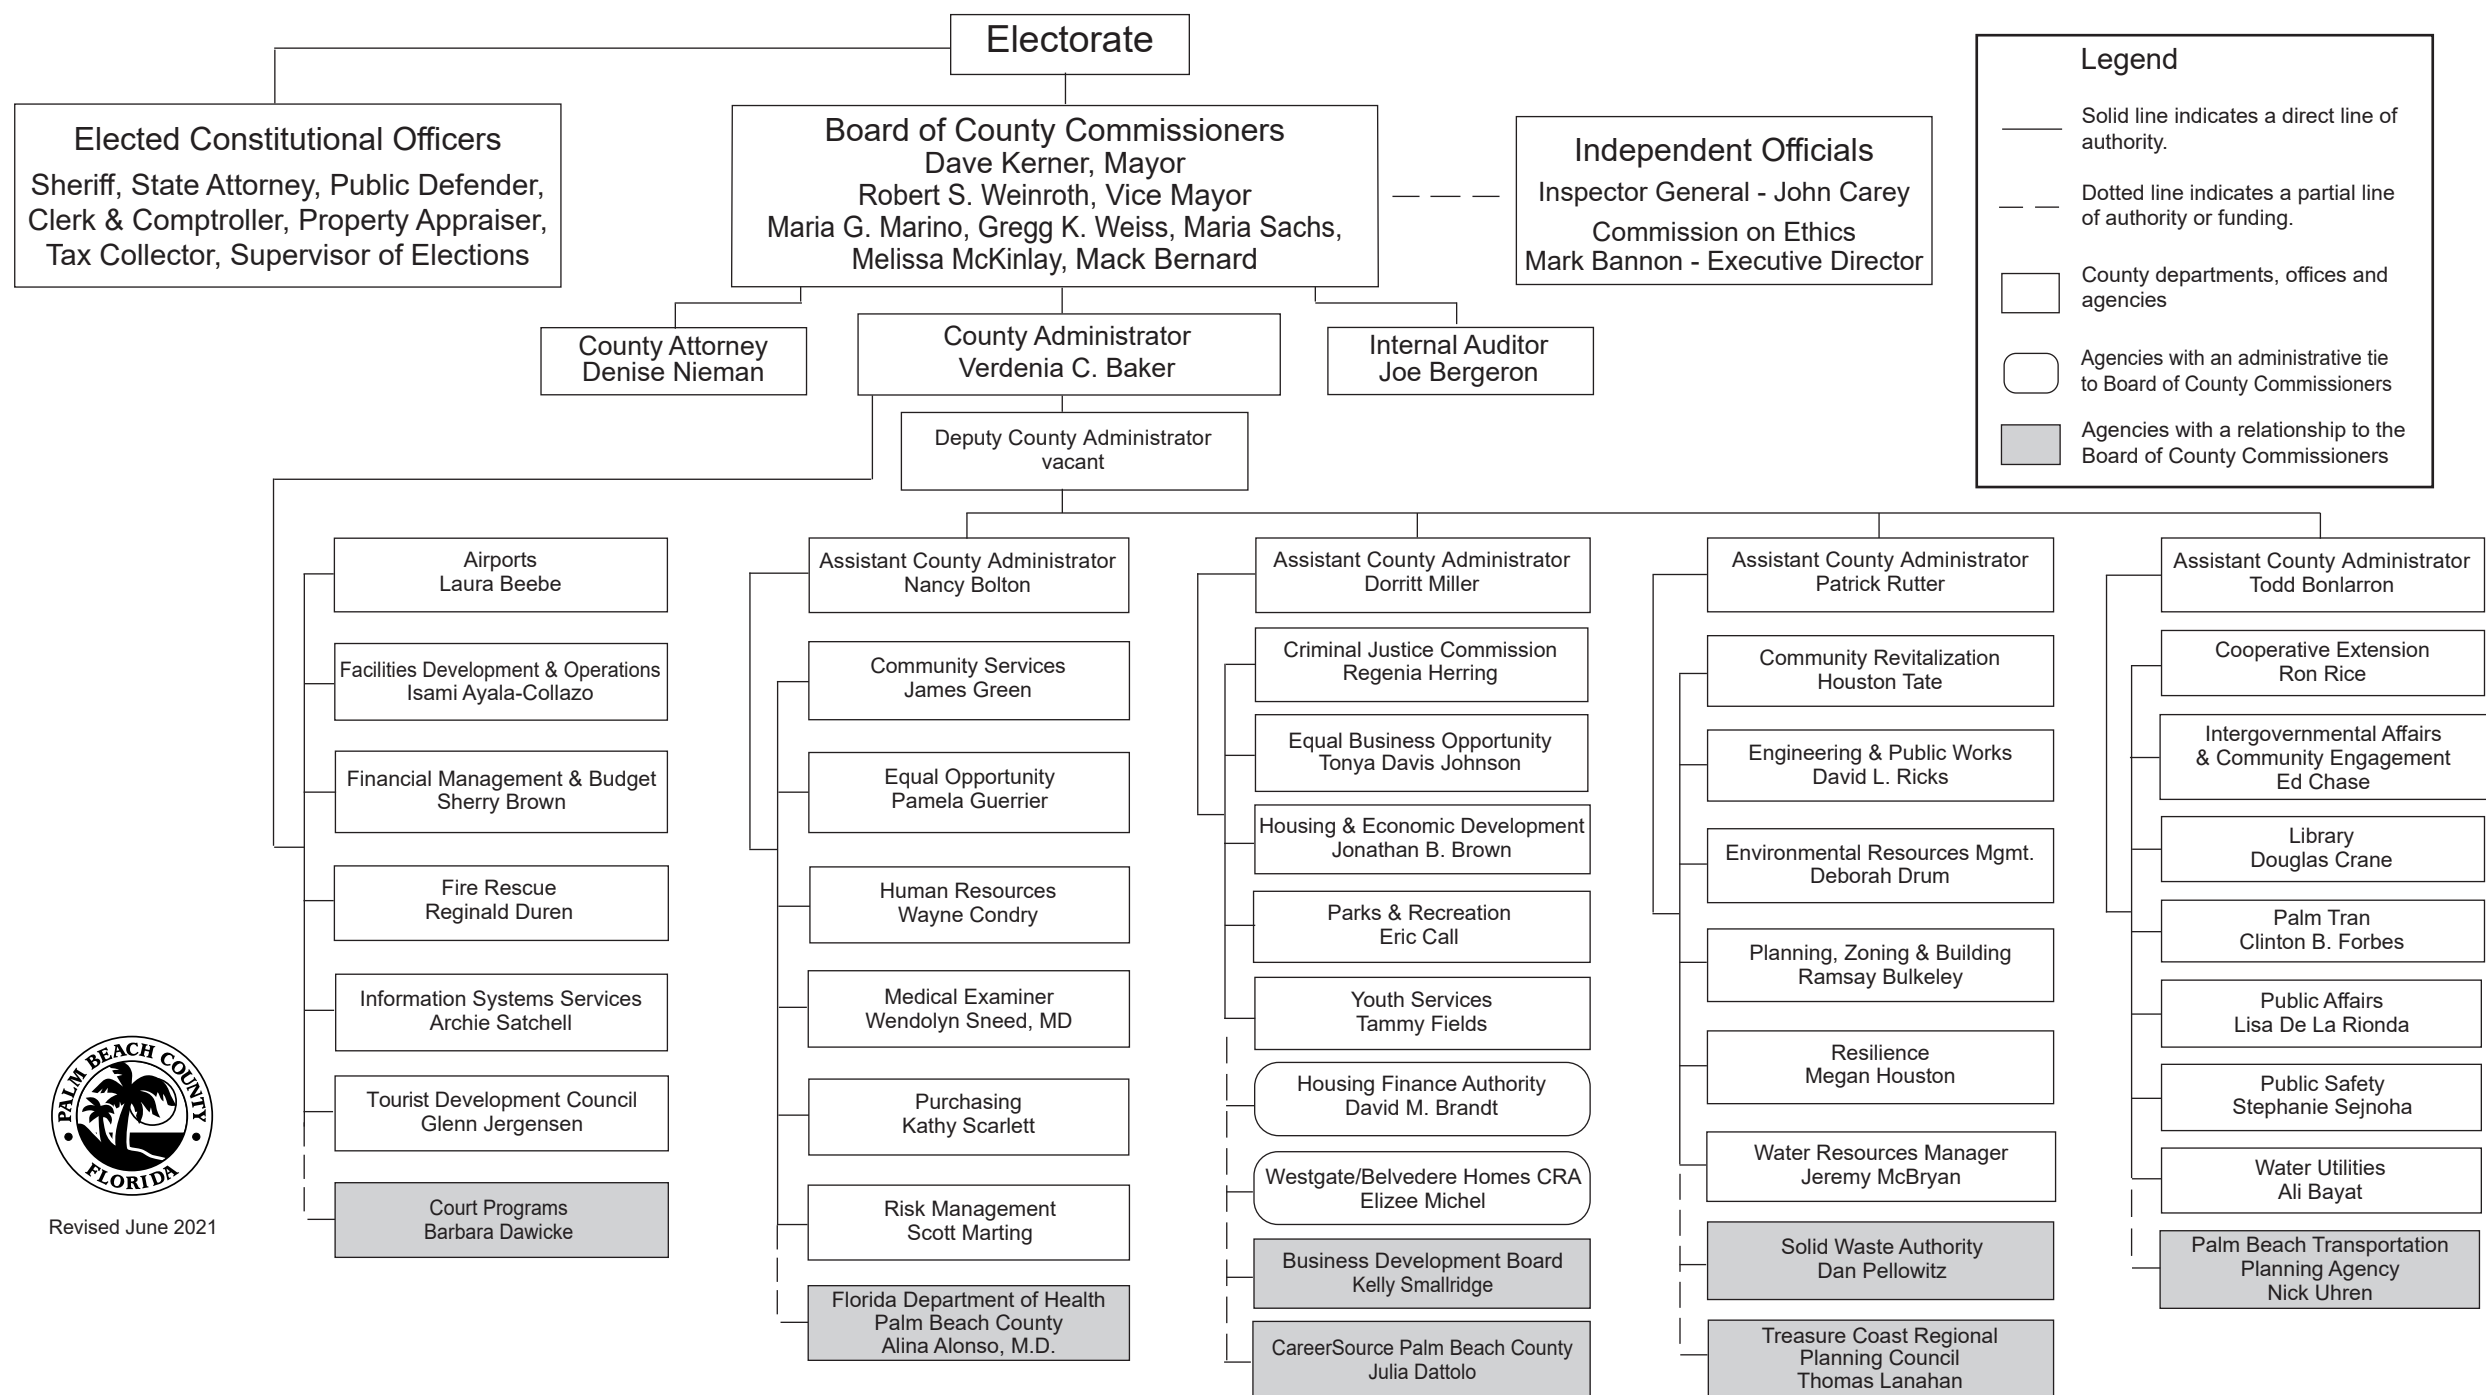 Electorate
Elected Constitutional Officers
Sheriff, State Attorney, Public Defender,
Clerk & Comptroller, Property Appraiser,
Tax Collector, Supervisor of Elections
Board of County Commissioners
Dave Kerner, Mayor
Robert S. Weinroth, Vice Mayor
Maria G. Marino, Gregg K. Weiss, Maria Sachs,
Melissa McKinlay, Mack Bernard
Independent Officials
Inspector General - John Carey
Commission on Ethics
Mark Bannon - Executive Director
Legend
Solid line indicates a direct line of
authority.
Dotted line indicates a partial line
of authority or funding.
County departments, offices and
agencies
Agencies with an administrative tie
to Board of County Commissioners
Agencies with a relationship to the
Board of County Commissioners
County Attorney
Denise Nieman
County Administrator
Verdenia C. Baker
Internal Auditor
Joe Bergeron
Deputy County Administrator
vacant
Airports
Laura Beebe
Facilities Development & Operations
Isami Ayala-Collazo
Financial Management & Budget
Sherry Brown
Fire Rescue
Reginald Duren
Information Systems Services
Archie Satchell
Tourist Development Council
Glenn Jergensen
Court Programs
Barbara Dawicke
Assistant County Administrator
Nancy Bolton
Community Services
James Green
Equal Opportunity
Pamela Guerrier
Human Resources
Wayne Condry
Medical Examiner
Wendolyn Sneed, MD
Purchasing
Kathy Scarlett
Risk Management
Scott Marting
Florida Department of Health
Palm Beach County
Alina Alonso, M.D.
Assistant County Administrator
Dorritt Miller
Criminal Justice Commission
Regenia Herring
Equal Business Opportunity
Tonya Davis Johnson
Housing & Economic Development
Jonathan B. Brown
Parks & Recreation
Eric Call
Youth Services
Tammy Fields
Housing Finance Authority
David M. Brandt
Westgate/Belvedere Homes CRA
Elizee Michel
Business Development Board
Kelly Smallridge
CareerSource Palm Beach County
Julia Dattolo
Assistant County Administrator
Patrick Rutter
Community Revitalization
Houston Tate
Engineering & Public Works
David L. Ricks
Environmental Resources Mgmt.
Deborah Drum
Planning, Zoning & Building
Ramsay Bulkeley
Resilience
Megan Houston
Water Resources Manager
Jeremy McBryan
Solid Waste Authority
Dan Pellowitz
Treasure Coast Regional
Planning Council
Thomas Lanahan
Assistant County Administrator
Todd Bonlarron
Cooperative Extension
Ron Rice
Intergovernmental Affairs
& Community Engagement
Ed Chase
Library
Douglas Crane
Palm Tran
Clinton B. Forbes
Public Affairs
Lisa De La Rionda
Public Safety
Stephanie Sejnoha
Water Utilities
Ali Bayat
Palm Beach Transportation
Planning Agency
Nick Uhren
PALM BEACH COUNTY
FLORIDA
Revised June 2021